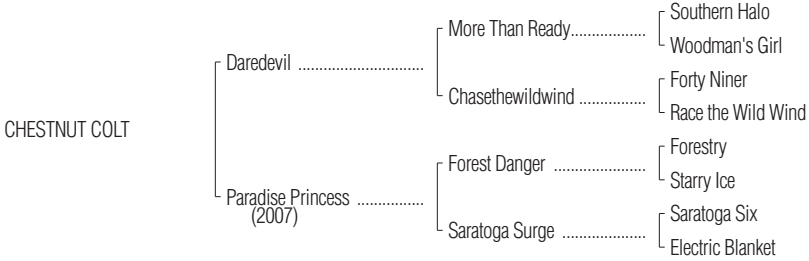 Southern Halo
More Than Ready..................
Woodman's Girl
Daredevil .............................
Forty Niner
Chasethewildwind ................
Race the Wild Wind
CHESTNUT COLT
Forestry
Forest Danger .....................
Starry Ice
Paradise Princess ................
(2007)
Saratoga Six
Saratoga Surge ....................
Electric Blanket